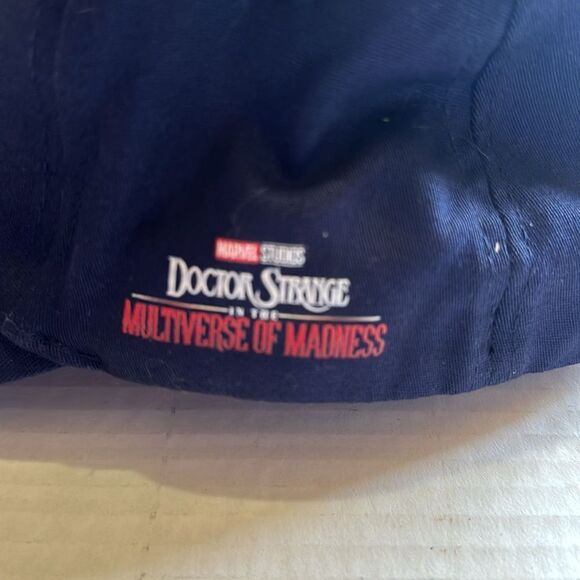 MARVEL STUDIOS
DOCTOR STRANGE
IN THE
MULTIVERSE OF MADNESS